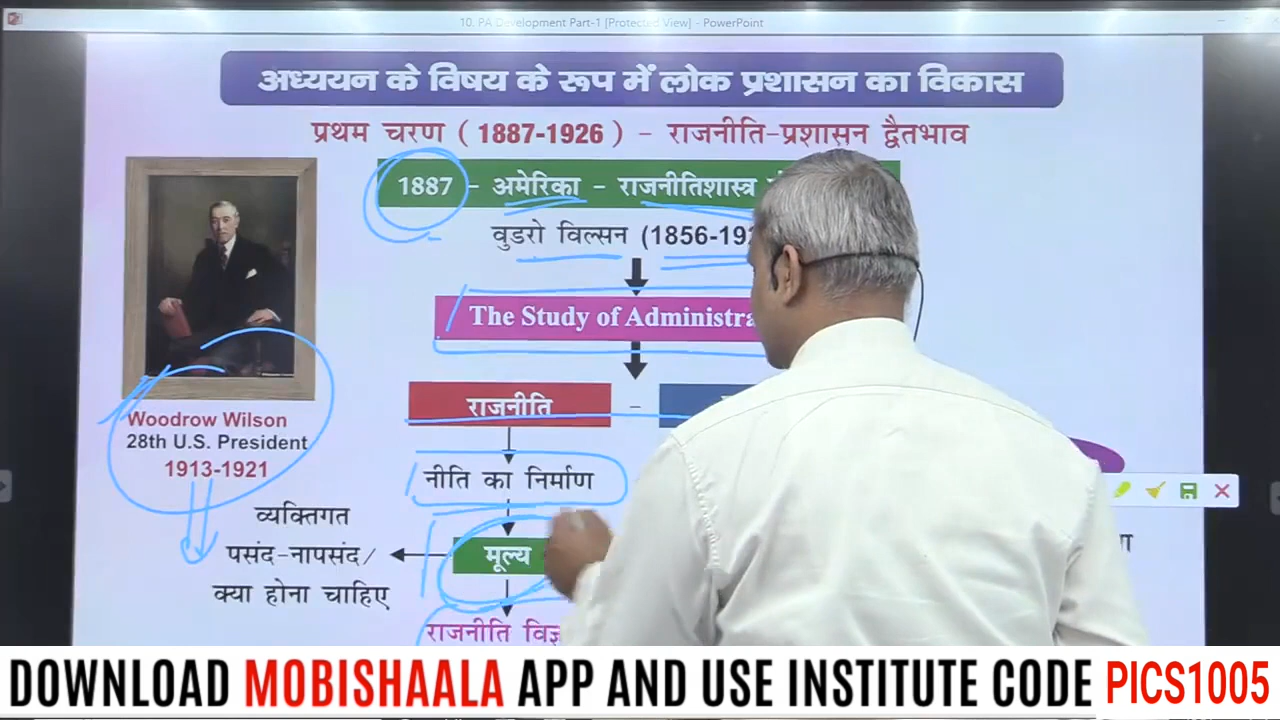 10. PA Development Part-1 [Protected View] - PowerPoint
अध्ययन के विषय के रूप में लोक प्रशासन का विकास
प्रथम चरण ( 1887-1926 ) - राजनीति-प्रशासन द्वैतभाव
1887 - अमेरिका - राजनीतिशास्त्र
वुडरो विल्सन (1856-192
The Study of Administra
राजनीति -
Woodrow Wilson
28th U.S. President
1913-1921
नीति का निर्माण
व्यक्तिगत
पसंद-नापसंद/
क्या होना चाहिए
मूल्य
राजनीति
DOWNLOAD MOBISHAALA APP AND USE INSTITUTE CODE PICS1005